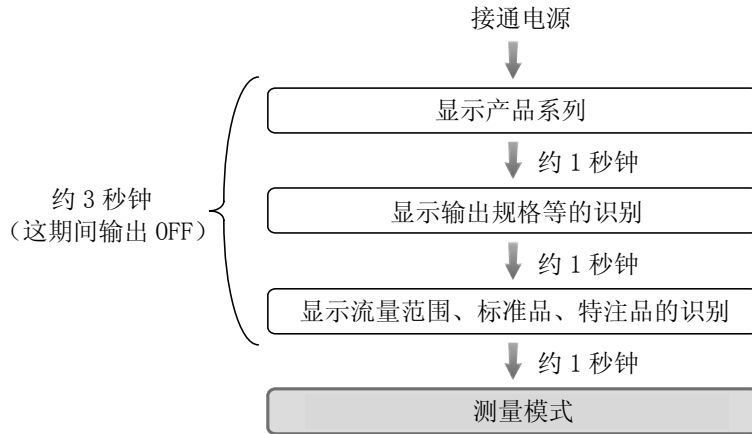 接通电源
显示产品系列
约 1 秒钟
显示输出规格等的识别
约 1 秒钟
显示流量范围、标准品、特注品的识别
约 1 秒钟
测量模式
约 3 秒钟
（这期间输出 OFF）